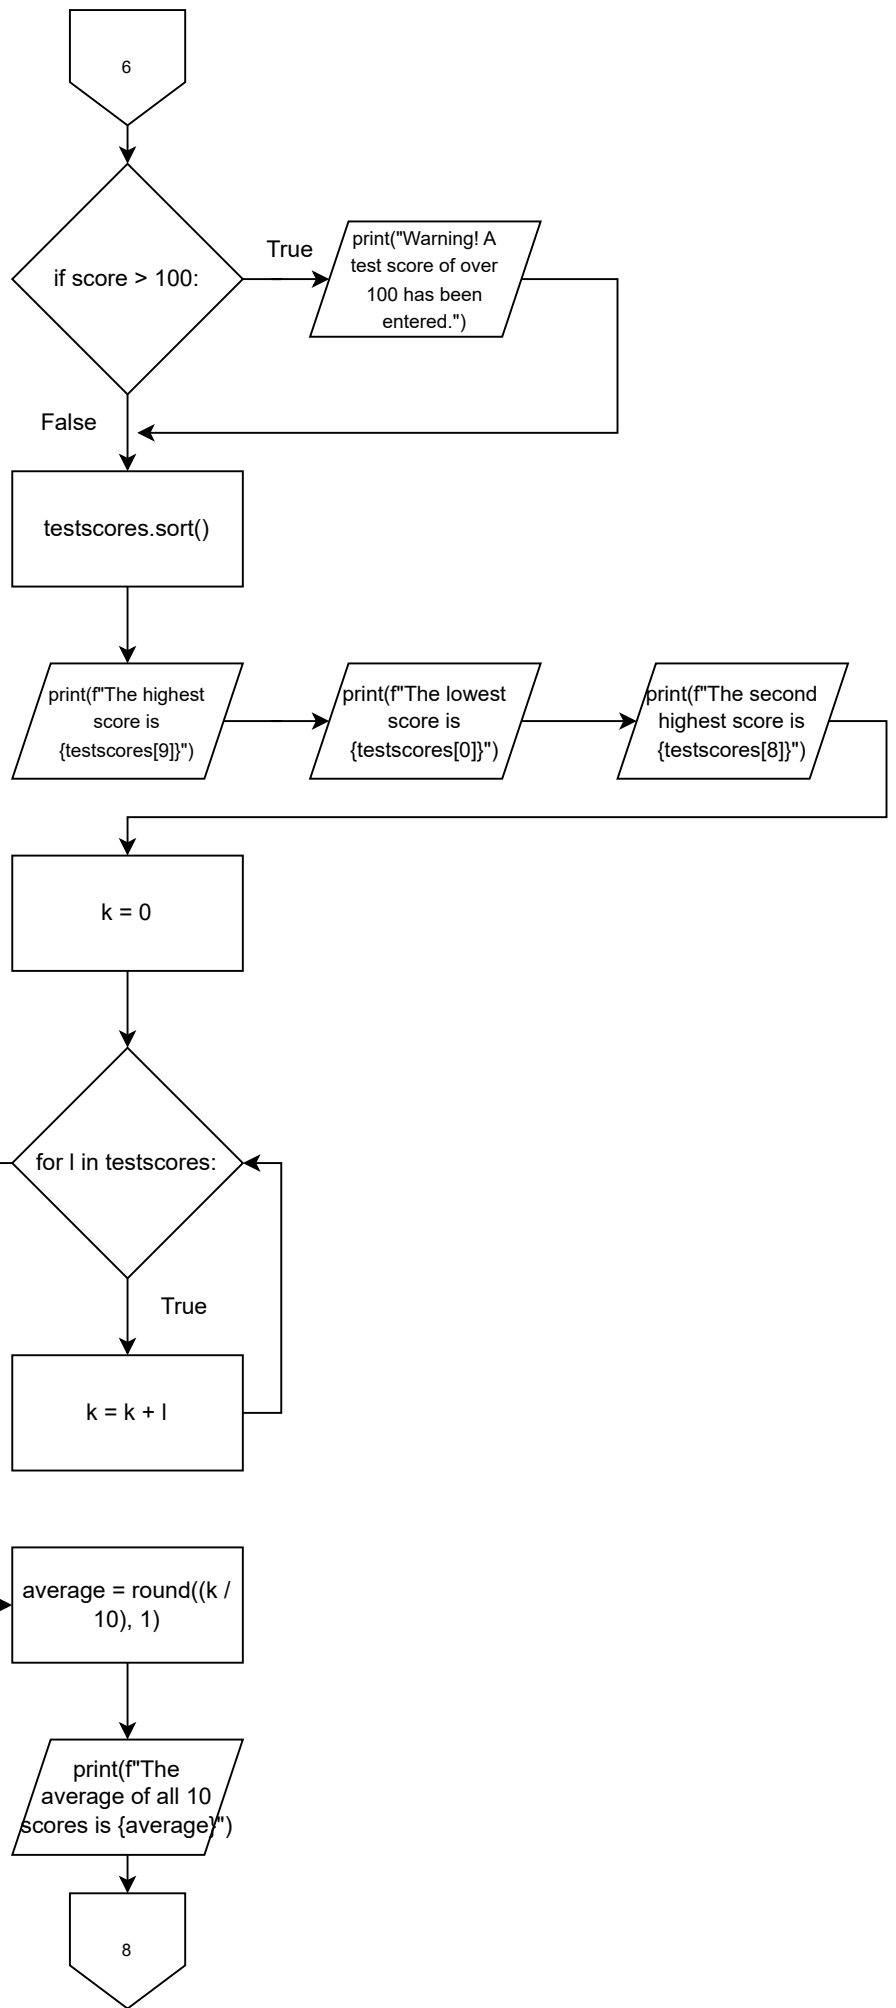 6
if score > 100:
True
print("Warning! A
test score of over
100 has been
entered.")
False
testscores.sort()
print(f"The highest
score is
{testscores[9]}")
print(f"The lowest
score is
{testscores[0]}")
print(f"The second
highest score is
{testscores[8]}")
k = 0
for l in testscores:
True
k = k + l
average = round((k /
10), 1)
print(f"The
average of all 10
scores is {average}")
8